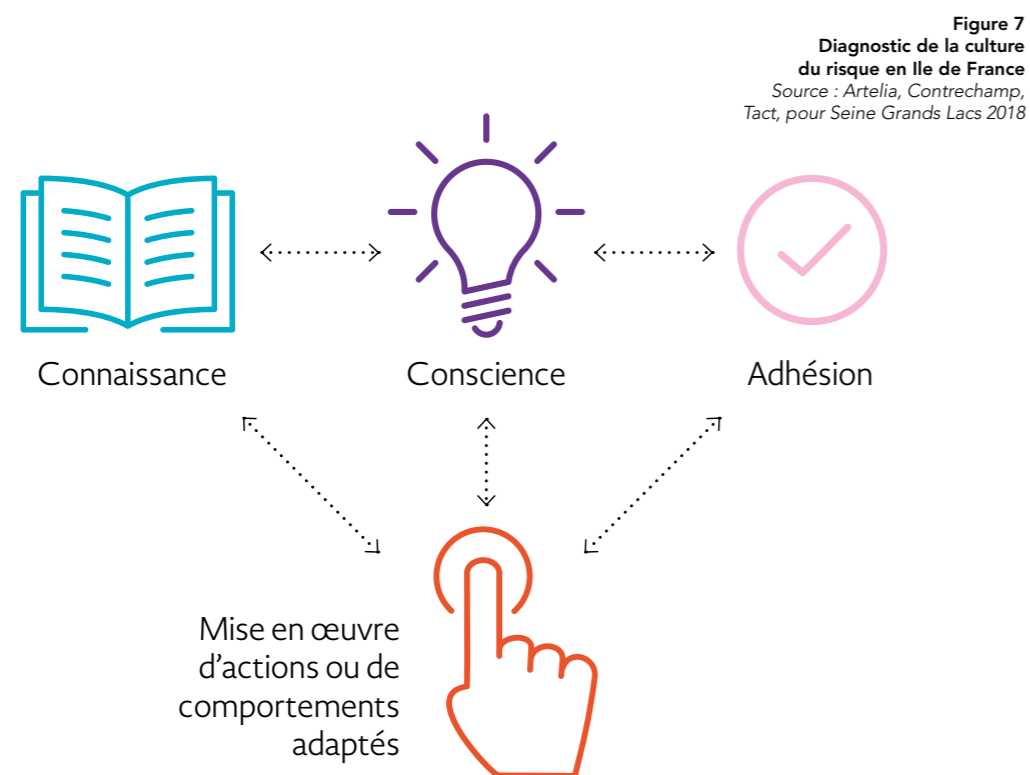 Figure 7
Diagnostic de la culture
du risque en Ile de France
Source : Artelia, Contrechamp,
Tact, pour Seine Grands Lacs 2018
Connaissance
Conscience
Adhésion
Mise en œuvre
d’actions ou de
comportements
adaptés